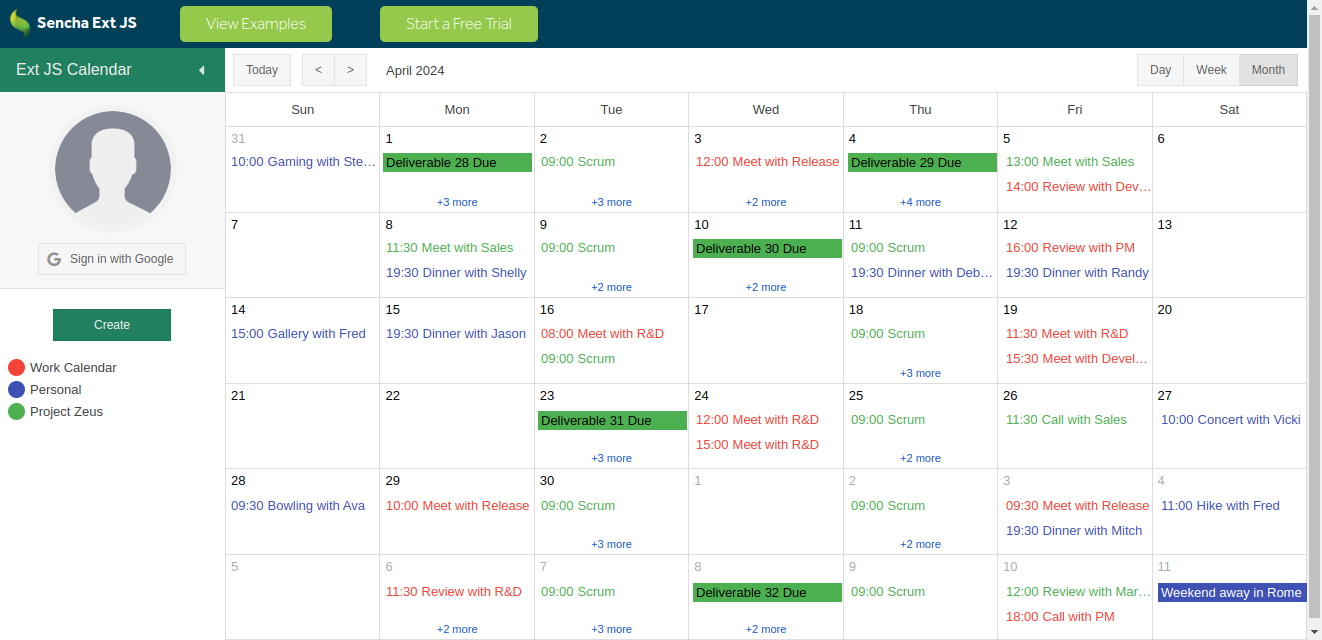 Sencha Ext JS
View Examples
Start a Free Trial
Ext JS Calendar
Today
<
>
April 2024
Day
Week
Month
Sign in with Google
Create
Work Calendar
Personal
Project Zeus
Sun
Mon
Tue
Wed
Thu
Fri
Sat
31
10:00 Gaming with Ste…
1
Deliverable 28 Due
+3 more
2
09:00 Scrum
+3 more
3
12:00 Meet with Release
+2 more
4
Deliverable 29 Due
+4 more
5
13:00 Meet with Sales
14:00 Review with Dev…
6
7
8
11:30 Meet with Sales
19:30 Dinner with Shelly
9
09:00 Scrum
+2 more
10
Deliverable 30 Due
+2 more
11
09:00 Scrum
19:30 Dinner with Deb…
12
16:00 Review with PM
19:30 Dinner with Randy
13
14
15:00 Gallery with Fred
15
19:30 Dinner with Jason
16
08:00 Meet with R&D
09:00 Scrum
17
18
09:00 Scrum
+3 more
19
11:30 Meet with R&D
15:30 Meet with Devel…
20
21
22
23
Deliverable 31 Due
+3 more
24
12:00 Meet with R&D
15:00 Meet with R&D
25
09:00 Scrum
+2 more
26
11:30 Call with Sales
27
10:00 Concert with Vicki
28
09:30 Bowling with Ava
29
10:00 Meet with Release
30
09:00 Scrum
+3 more
1
2
09:00 Scrum
+2 more
3
09:30 Meet with Release
19:30 Dinner with Mitch
4
11:00 Hike with Fred
5
6
11:30 Review with R&D
+2 more
7
09:00 Scrum
+3 more
8
Deliverable 32 Due
+2 more
9
09:00 Scrum
10
12:00 Review with Mar…
18:00 Call with PM
11
Weekend away in Rome